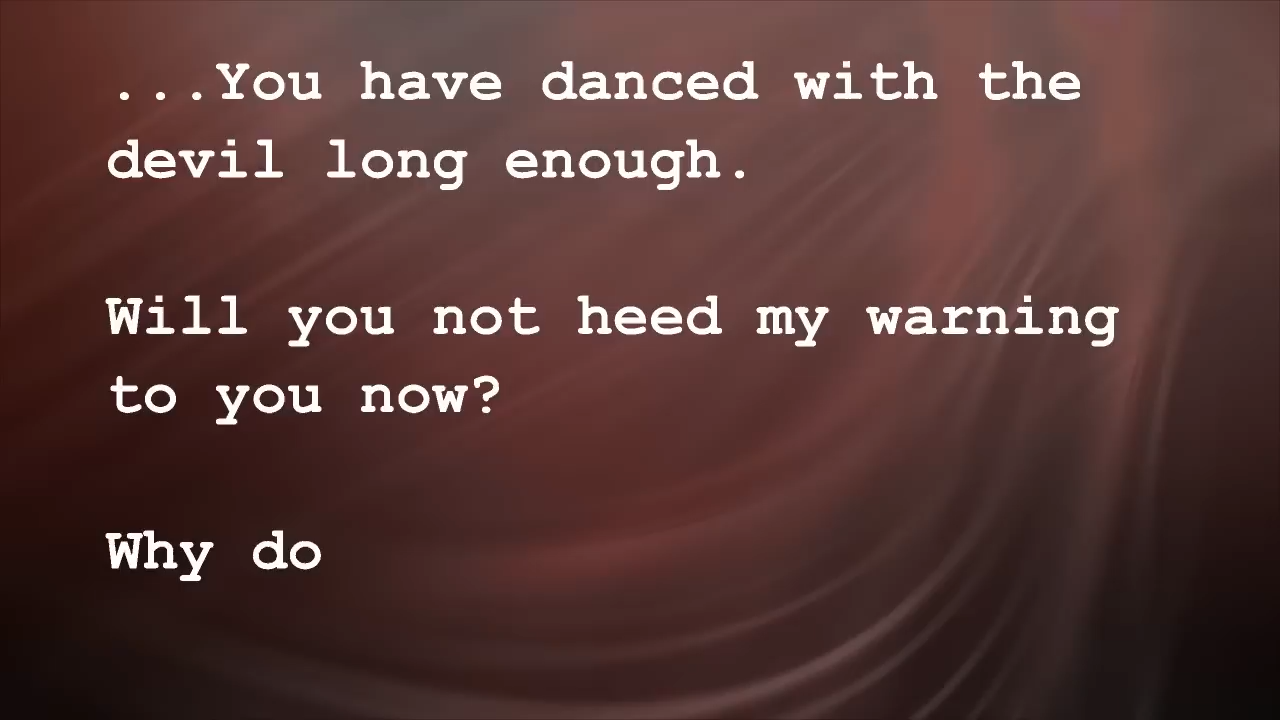 ...You have danced with the
devil long enough.
Will you not heed my warning
to you now?
Why do